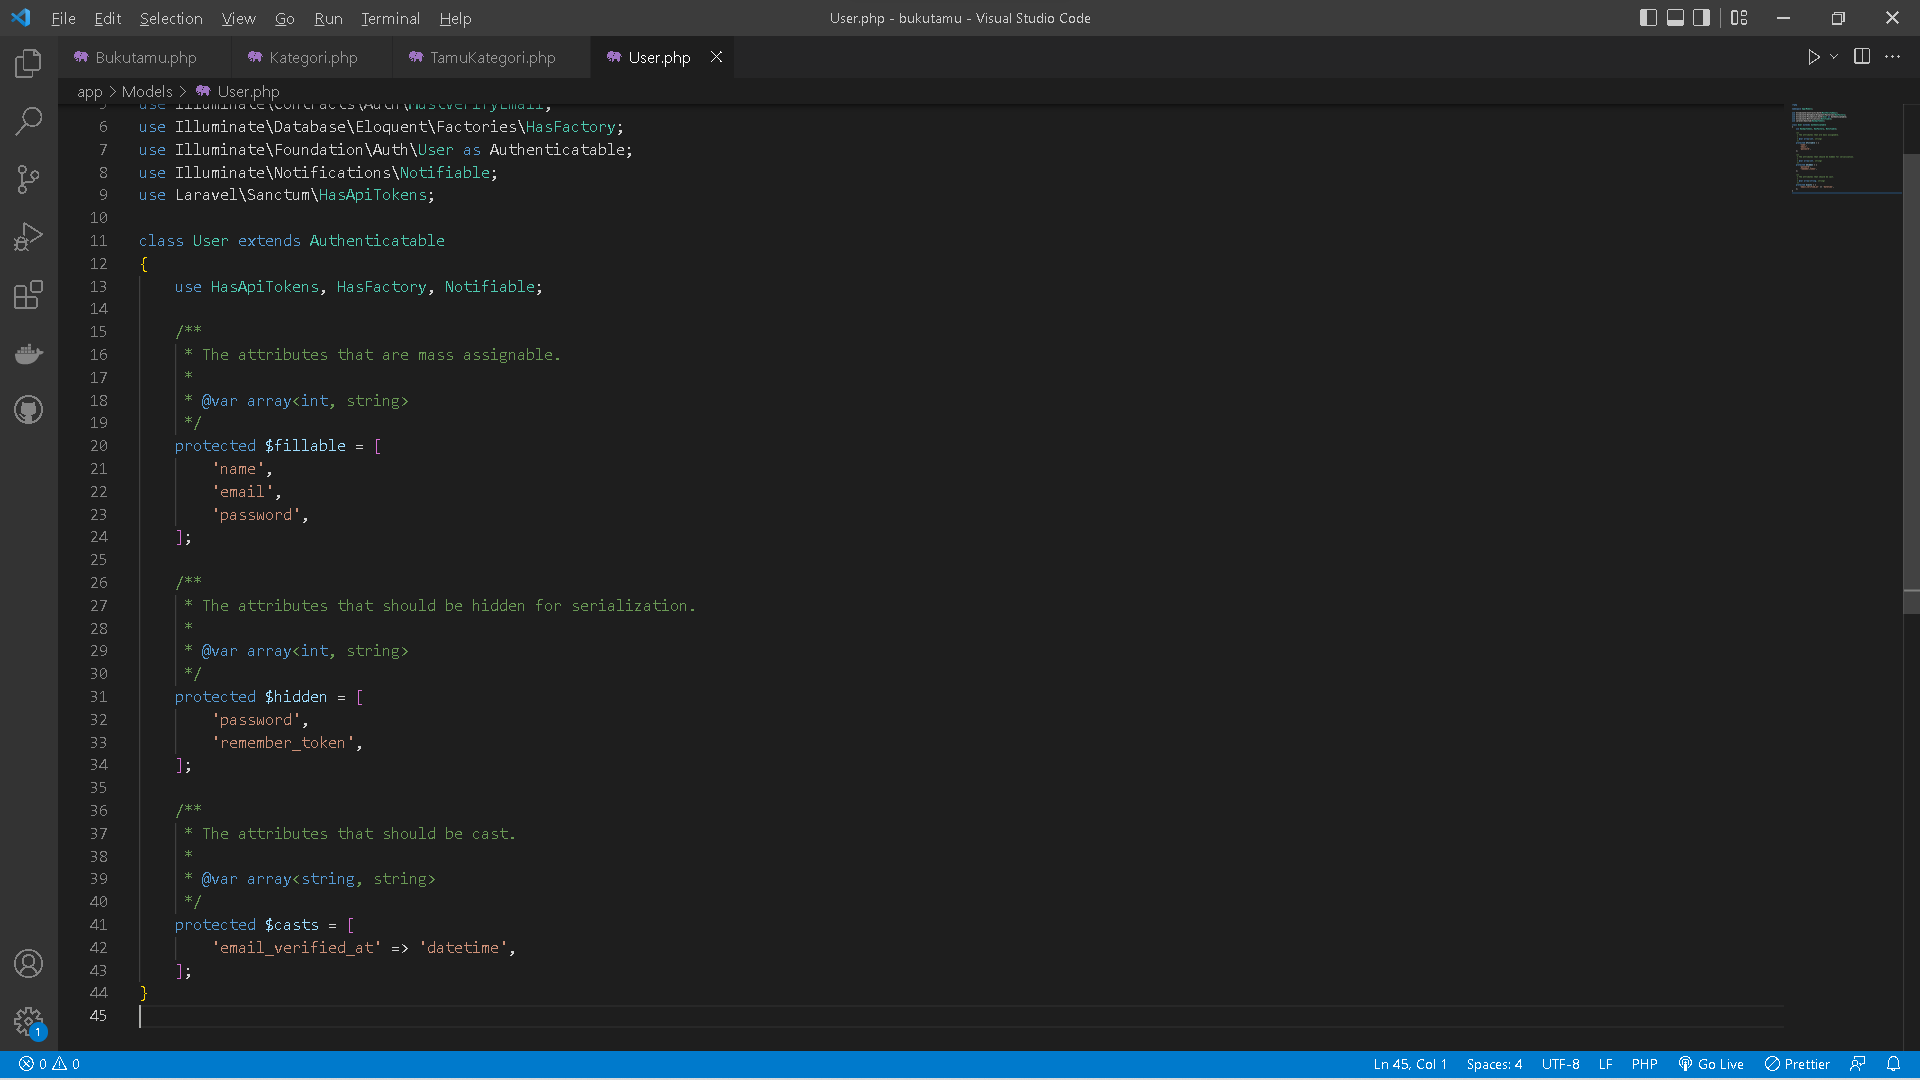 File Edit Selection View Go Run Terminal Help User.php - bukutamu - Visual Studio Code
Bukutamu.php Kategori.php TamuKategori.php User.php
app > Models > User.php
5 use Illuminate\Contracts\Auth\MustVerifyEmail;
6 use Illuminate\Database\Eloquent\Factories\HasFactory;
7 use Illuminate\Foundation\Auth\User as Authenticatable;
8 use Illuminate\Notifications\Notifiable;
9 use Laravel\Sanctum\HasApiTokens;
10
11 class User extends Authenticatable
12 {
13     use HasApiTokens, HasFactory, Notifiable;
14
15     /**
16      * The attributes that are mass assignable.
17      *
18      * @var array<int, string>
19      */
20     protected $fillable = [
21         'name',
22         'email',
23         'password',
24     ];
25
26     /**
27      * The attributes that should be hidden for serialization.
28      *
29      * @var array<int, string>
30      */
31     protected $hidden = [
32         'password',
33         'remember_token',
34     ];
35
36     /**
37      * The attributes that should be cast.
38      *
39      * @var array<string, string>
40      */
41     protected $casts = [
42         'email_verified_at' => 'datetime',
43     ];
44 }
45
1
0 0 Ln 45, Col 1 Spaces: 4 UTF-8 LF PHP Go Live Prettier